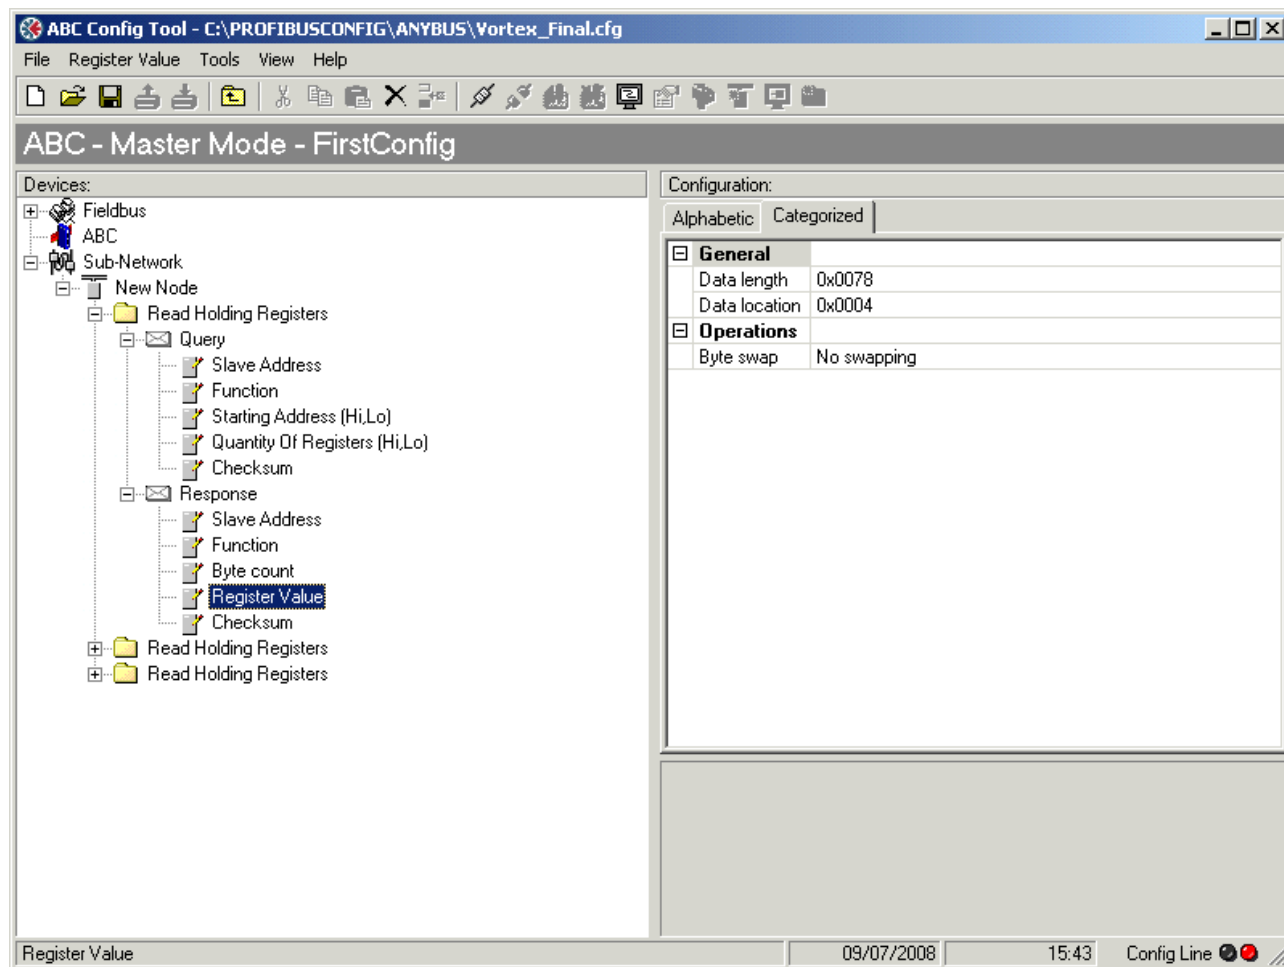 ABC Config Tool - C:\PROFIBUSCONFIG\ANYBUS\Vortex_Final.cfg
File Register Value Tools View Help
ABC - Master Mode - FirstConfig
Devices:
Fieldbus
ABC
Sub-Network
New Node
Read Holding Registers
Query
Slave Address
Function
Starting Address (Hi,Lo)
Quantity Of Registers (Hi,Lo)
Checksum
Response
Slave Address
Function
Byte count
Register Value
Checksum
Read Holding Registers
Read Holding Registers
Configuration:
Alphabetic Categorized
General
Data length 0x0078
Data location 0x0004
Operations
Byte swap No swapping
Register Value 09/07/2008 15:43 Config Line